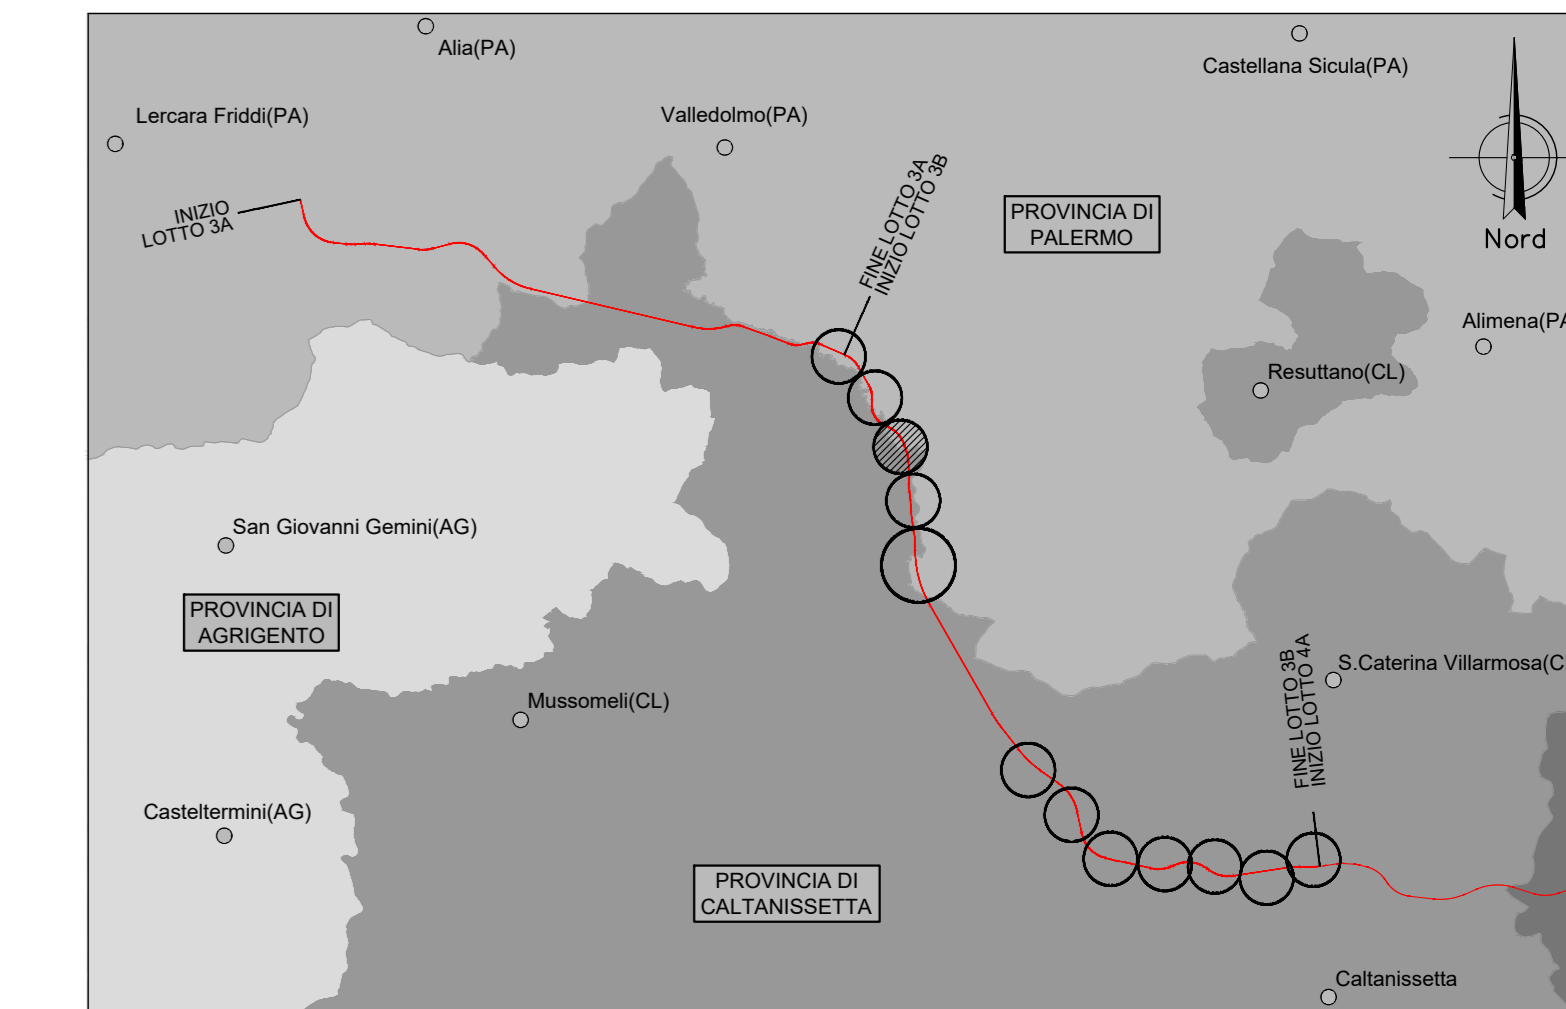 Alia(PA)
Castellana Sicula(PA)
Lercara Friddi(PA)
Valledolmo(PA)
INIZIO
LOTTO 3A
FINE LOTTO 3A
INIZIO LOTTO 3B
PROVINCIA DI
PALERMO
Nord
Alimena(PA
Resuttano(CL)
San Giovanni Gemini(AG)
PROVINCIA DI
AGRIGENTO
Mussomeli(CL)
FINE LOTTO 3B
INIZIO LOTTO 4A
S.Caterina Villarmosa(C
Casteltermini(AG)
PROVINCIA DI
CALTANISSETTA
Caltanissetta